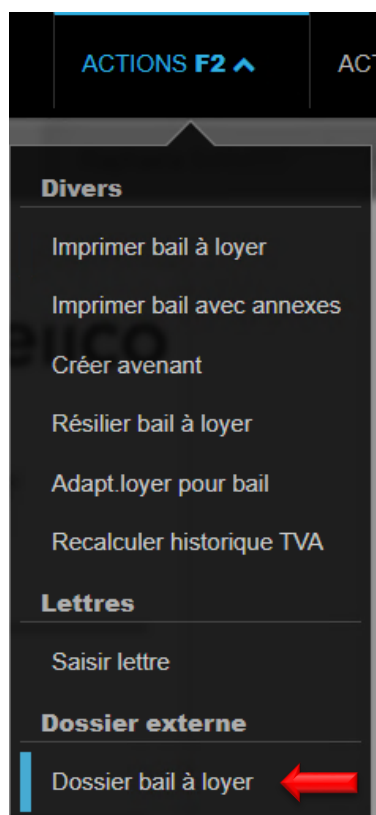 ACTIONS F2
ACT
Divers
Imprimer bail à loyer
Imprimer bail avec annexes
Créer avenant
Résilier bail à loyer
Adapt.loyer pour bail
Recalculer historique TVA
Lettres
Saisir lettre
Dossier externe
Dossier bail à loyer